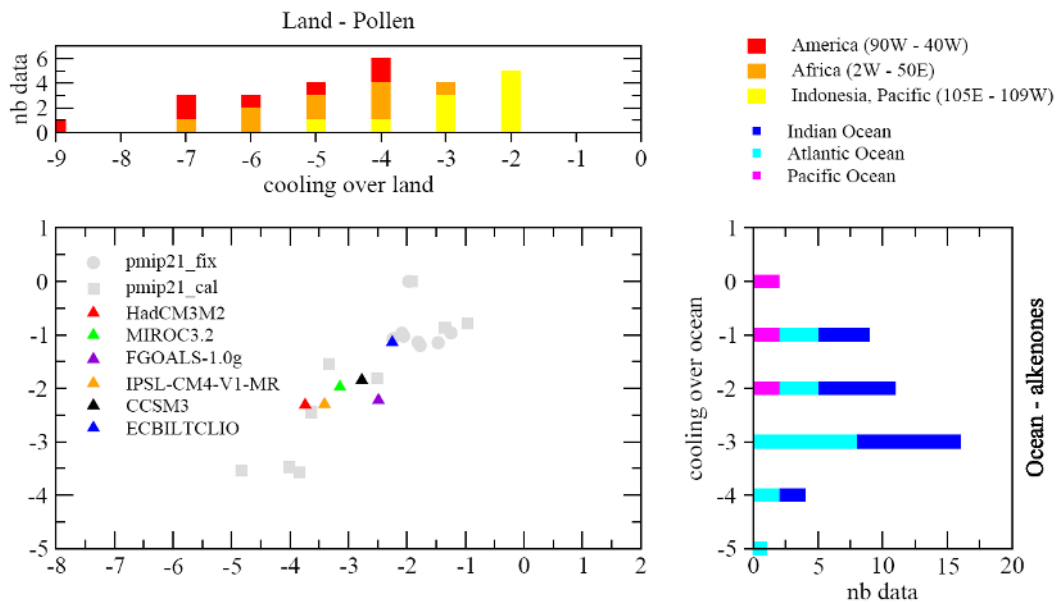 Land - Pollen
nb data
6
4
2
0
-9
-8
-7
-6
-5
-4
-3
-2
-1
0
cooling over land
America (90W - 40W)
Africa (2W - 50E)
Indonesia, Pacific (105E - 109W)
Indian Ocean
Atlantic Ocean
Pacific Ocean
1
0
-1
-2
-3
-4
-5
pmip21_fix
pmip21_cal
HadCM3M2
MIROC3.2
FGOALS-1.0g
IPSL-CM4-V1-MR
CCSM3
ECBILTCLIO
-8
-7
-6
-5
-4
-3
-2
-1
0
1
2
cooling over ocean
0
-1
-2
-3
-4
-5
0
5
10
15
20
nb data
Ocean - alkenones